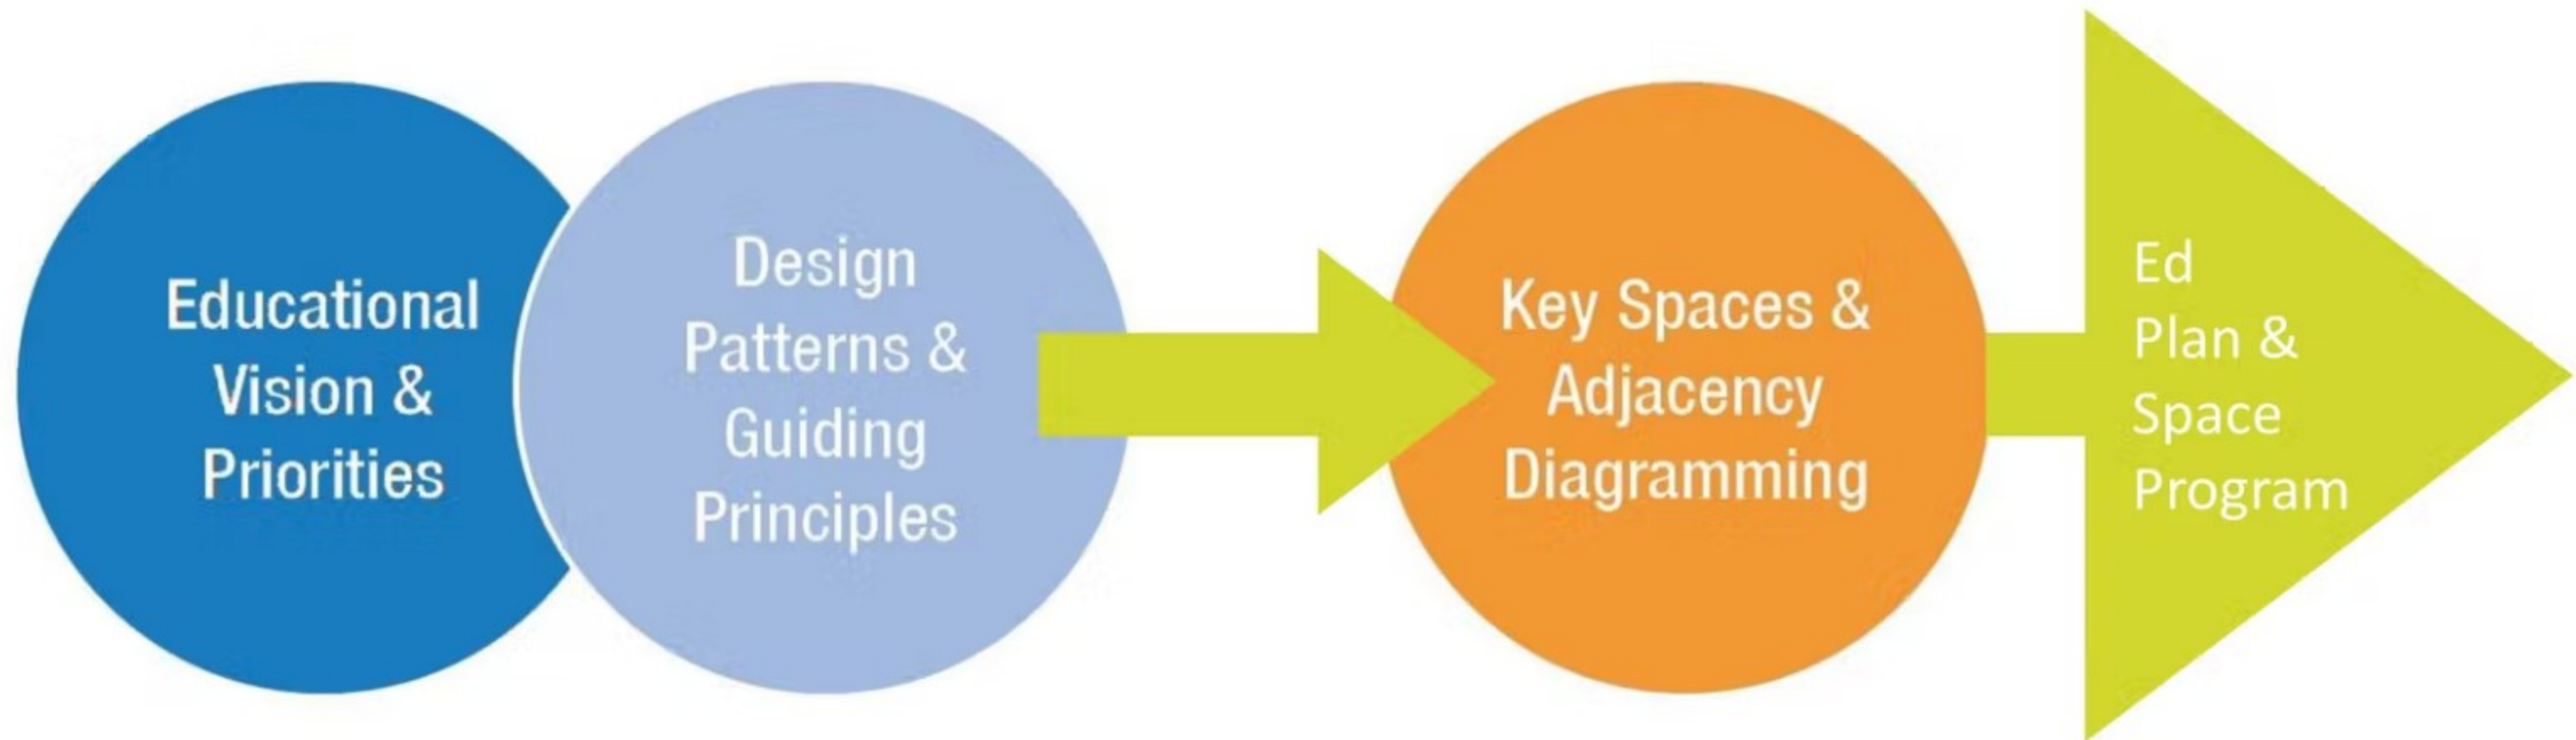 Educational
Vision &
Priorities
Design
Patterns &
Guiding
Principles
Key Spaces &
Adjacency
Diagramming
Ed
Plan &
Space
Program